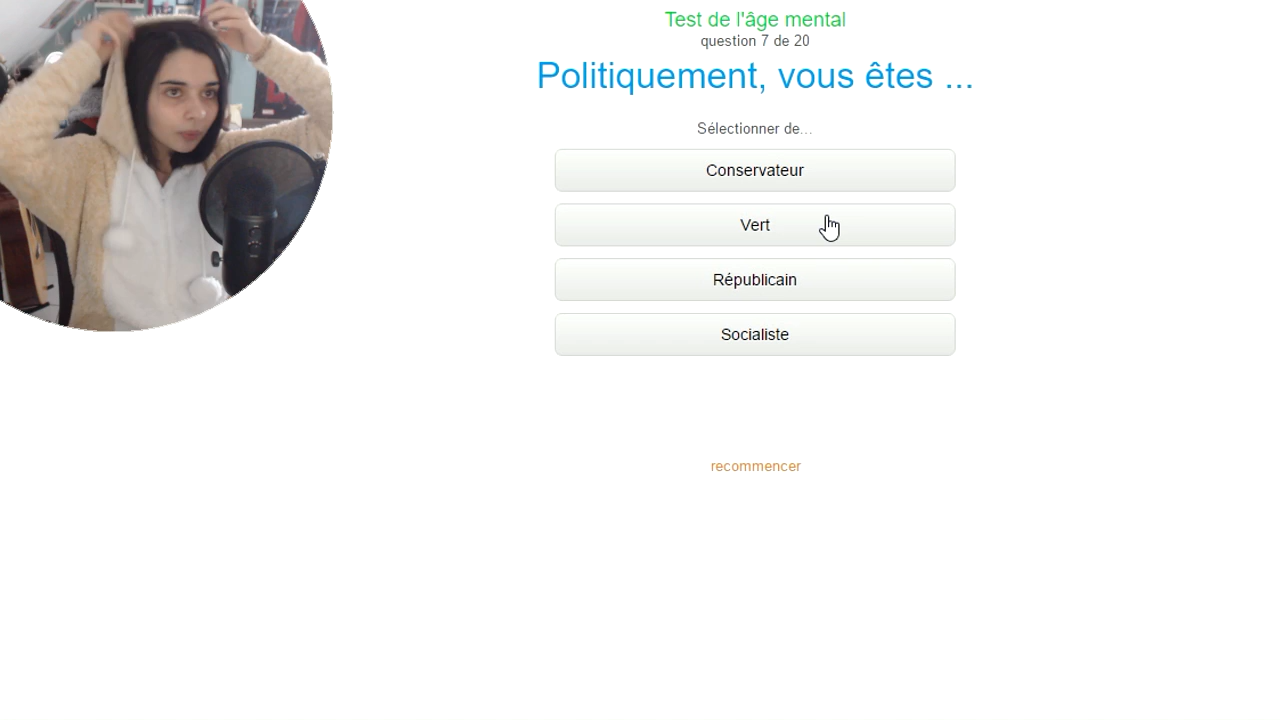 Test de l'âge mental
question 7 de 20
Politiquement, vous êtes ...
Sélectionner de...
Conservateur
Vert
Républicain
Socialiste
recommencer